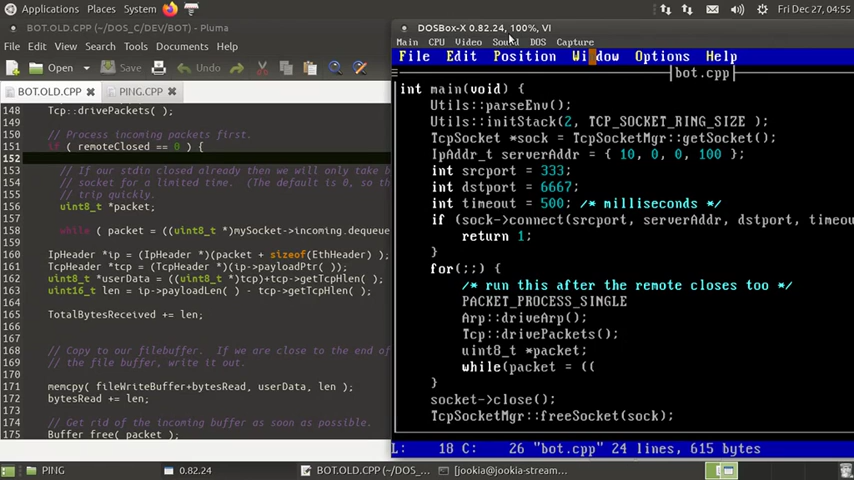 Applications Places System Fri Dec 27, 04:55
BOT.OLD.CPP (~/DOS_C/DEV/BOT) - Pluma
File Edit View Search Tools Documents Help
Open Undo
BOT.OLD.CPP PING.CPP
148 Tcp::drivePackets( );
149
150 // Process incoming packets first.
151 if ( remoteClosed == 0 ) {
152
153 // If our stdin closed already then we will only take b
154 // socket for a limited time. (The default is 0, so th
155 // trip quickly.
156 uint8_t *packet;
157
158 while ( packet = ((uint8_t *)mySocket->incoming.dequeue
159
160 IpHeader *ip = (IpHeader *)(packet + sizeof(EthHeader) );
161 TcpHeader *tcp = (TcpHeader *)(ip->payloadPtr( ));
162 uint8_t *userData = ((uint8_t *)tcp)+tcp->getTcpHlen( );
163 uint16_t len = ip->payloadLen( ) - tcp->getTcpHlen( );
164
165 TotalBytesReceived += len;
166
167
168 // Copy to our filebuffer. If we are close to the end of
169 // the file buffer, write it out.
170
171 memcpy( fileWriteBuffer+bytesRead, userData, len );
172 bytesRead += len;
173
174 // Get rid of the incoming buffer as soon as possible.
175 Buffer_free( packet );
DOSBox-X 0.82.24, 100%, VI
Main CPU Video Sound DOS Capture
File Edit Position Window Options Help
bot.cpp
int main(void) {
Utils::parseEnv();
Utils::initStack(2, TCP_SOCKET_RING_SIZE );
TcpSocket *sock = TcpSocketMgr::getSocket();
IpAddr_t serverAddr = { 10, 0, 0, 100 };
int srcport = 333;
int dstport = 6667;
int timeout = 500; /* milliseconds */
if (sock->connect(srcport, serverAddr, dstport, timeou
return 1;
}
for(;;) {
/* run this after the remote closes too */
PACKET_PROCESS_SINGLE
Arp::driveArp();
Tcp::drivePackets();
uint8_t *packet;
while(packet = ((
}
socket->close();
TcpSocketMgr::freeSocket(sock);
L: 18 C: 26 "bot.cpp" 24 lines, 615 bytes
PING 0.82.24 BOT.OLD.CPP (~/DOS_... [jookia@jookia-stream...